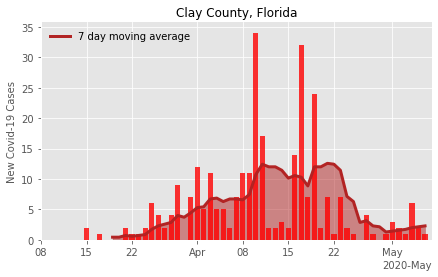 Clay County, Florida
7 day moving average
New Covid-19 Cases
35
30
25
20
15
10
5
0
08 15 22 Apr 08 15 22 May
2020-May